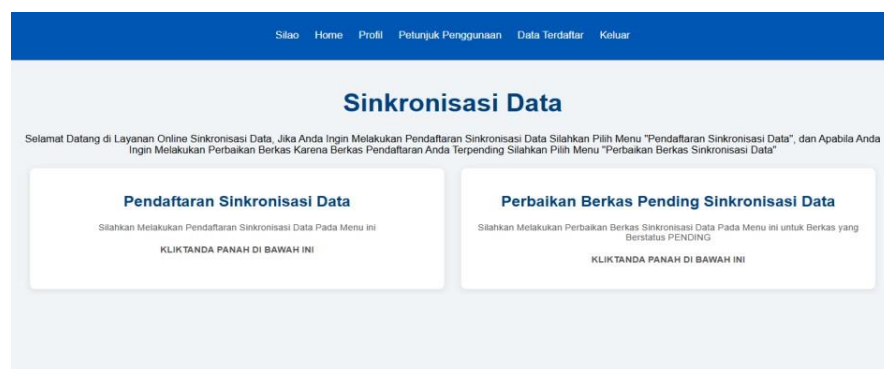 Silao Home Profil Petunjuk Penggunaan Data Terdaftar Keluar
Sinkronisasi Data
Selamat Datang di Layanan Online Sinkronisasi Data, Jika Anda Ingin Melakukan Pendaftaran Sinkronisasi Data Silahkan Pilih Menu "Pendaftaran Sinkronisasi Data", dan Apabila Anda
Ingin Melakukan Perbaikan Berkas Karena Berkas Pendaftaran Anda Terpending Silahkan Pilih Menu "Perbaikan Berkas Sinkronisasi Data"
Pendaftaran Sinkronisasi Data
Silahkan Melakukan Pendaftaran Sinkronisasi Data Pada Menu ini
KLIKTANDA PANAH DI BAWAH INI
Perbaikan Berkas Pending Sinkronisasi Data
Silahkan Melakukan Perbaikan Berkas Sinkronisasi Data Pada Menu ini untuk Berkas yang
Berstatus PENDING
KLIKTANDA PANAH DI BAWAH INI